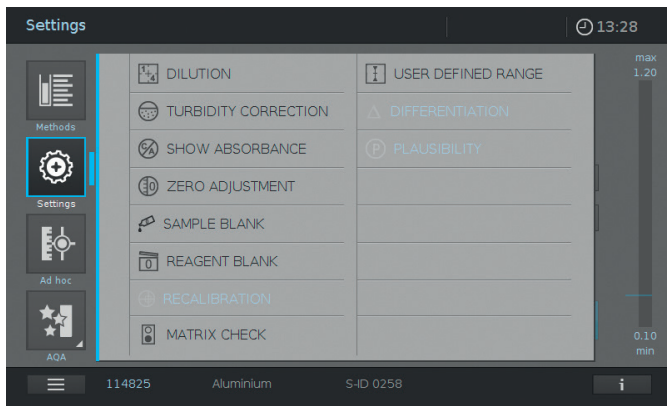 Settings
13:28
Methods
Settings
Ad hoc
AQA
DILUTION
TURBIDITY CORRECTION
SHOW ABSORBANCE
ZERO ADJUSTMENT
SAMPLE BLANK
REAGENT BLANK
RECALIBRATION
MATRIX CHECK
USER DEFINED RANGE
DIFFERENTIATION
PLAUSIBILITY
max
1.20
0.10
min
114825 Aluminium S-ID 0258
i